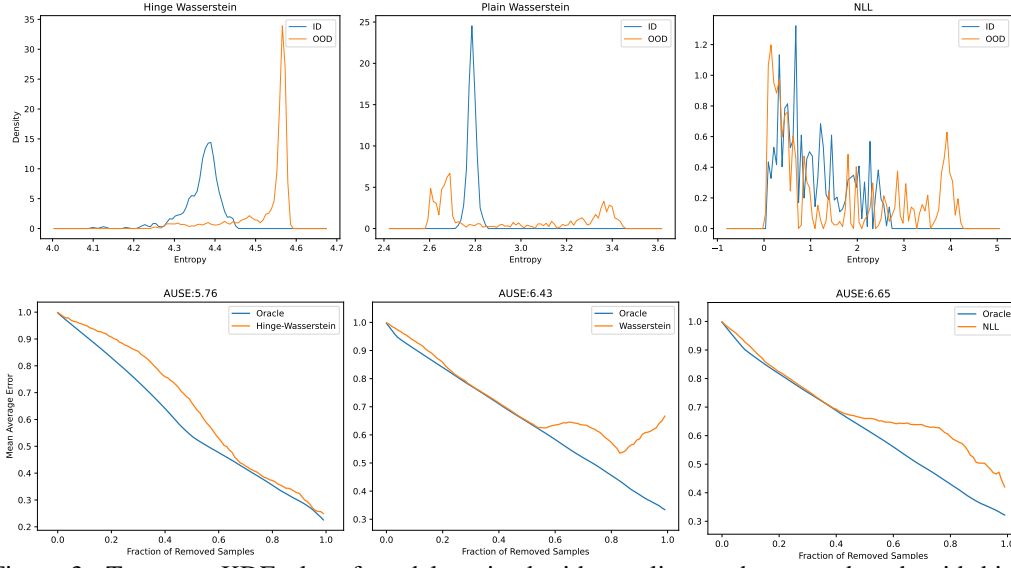 Hinge Wasserstein
Plain Wasserstein
NLL
ID
OOD
ID
OOD
ID
OOD
Density
35
30
25
20
15
10
5
0
4.0 4.1 4.2 4.3 4.4 4.5 4.6 4.7
Entropy
25
20
15
10
5
0
2.4 2.6 2.8 3.0 3.2 3.4 3.6
Entropy
1.2
1.0
0.8
0.6
0.4
0.2
0.0
−1 0 1 2 3 4 5
Entropy
AUSE:5.76
AUSE:6.43
AUSE:6.65
Oracle
Hinge-Wasserstein
Oracle
Wasserstein
Oracle
NLL
Mean Average Error
1.0
0.9
0.8
0.7
0.6
0.5
0.4
0.3
0.2
0.0 0.2 0.4 0.6 0.8 1.0
Fraction of Removed Samples
1.0
0.9
0.8
0.7
0.6
0.5
0.4
0.3
0.0 0.2 0.4 0.6 0.8 1.0
Fraction of Removed Samples
1.0
0.9
0.8
0.7
0.6
0.5
0.4
0.3
0.0 0.2 0.4 0.6 0.8 1.0
Fraction of Removed Samples